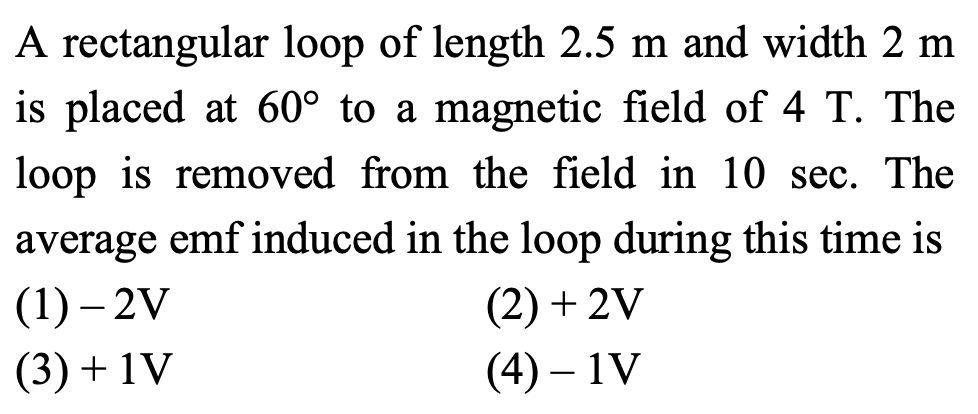 A rectangular loop of length 2.5 m and width 2 m
is placed at 60° to a magnetic field of 4 T. The
loop is removed from the field in 10 sec. The
average emf induced in the loop during this time is
(1) – 2V (2) + 2V
(3) + 1V (4) – 1V